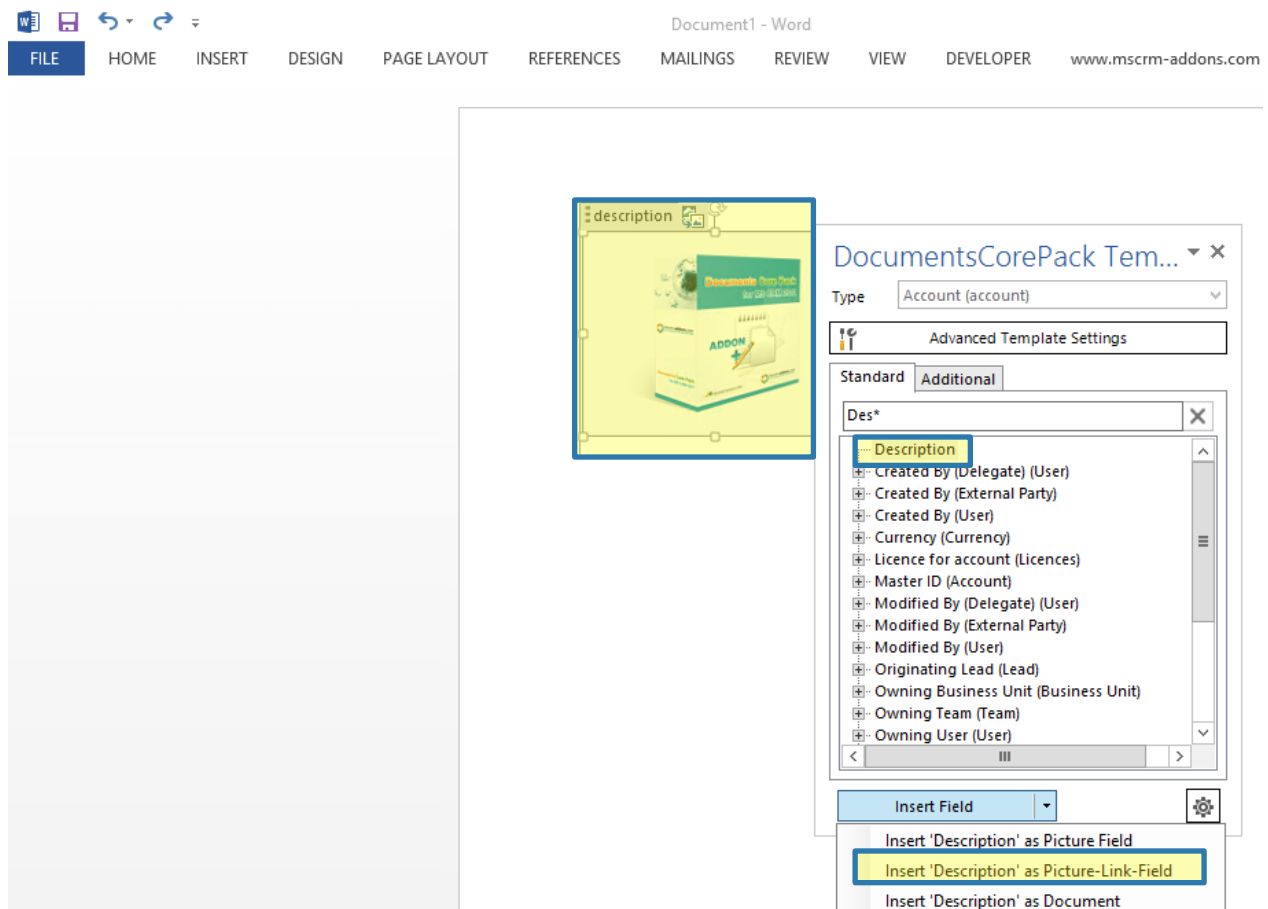 Document1 - Word
FILE HOME INSERT DESIGN PAGE LAYOUT REFERENCES MAILINGS REVIEW VIEW DEVELOPER www.mscrm-addons.com
description
Documents Core Pack
ADDON
+
DocumentsCorePack Tem...
Type Account (account)
Advanced Template Settings
Standard Additional
Des*
Description
Created By (Delegate) (User)
Created By (External Party)
Created By (User)
Currency (Currency)
Licence for account (Licences)
Master ID (Account)
Modified By (Delegate) (User)
Modified By (External Party)
Modified By (User)
Originating Lead (Lead)
Owning Business Unit (Business Unit)
Owning Team (Team)
Owning User (User)
Insert Field
Insert 'Description' as Picture Field
Insert 'Description' as Picture-Link-Field
Insert 'Description' as Document